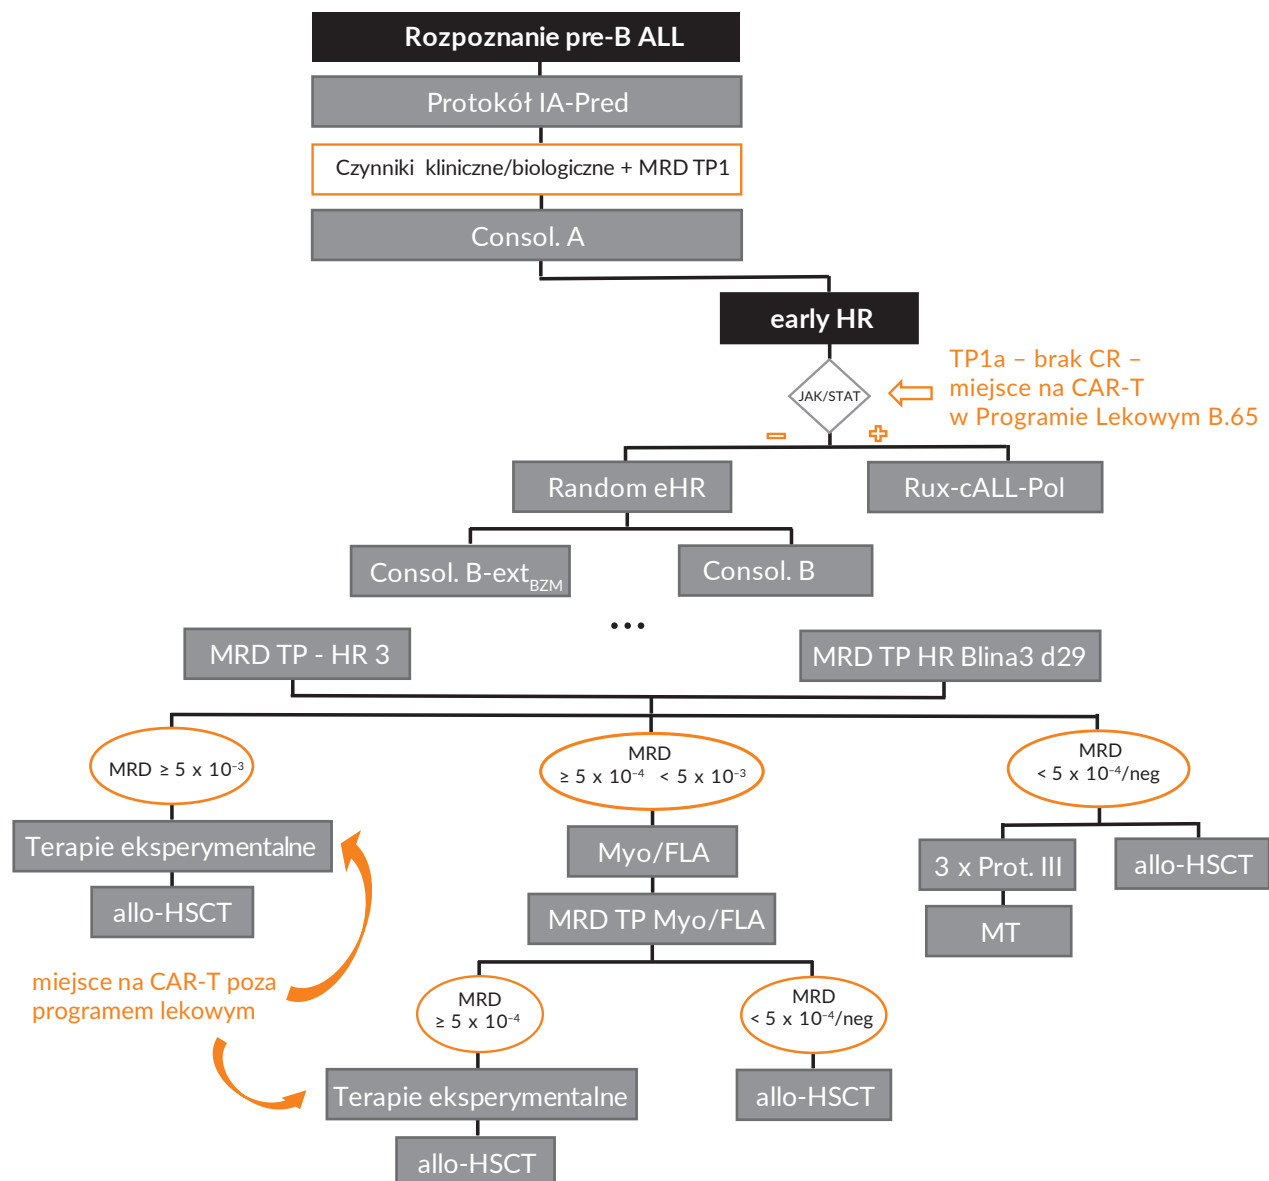 Rozpoznanie pre-B ALL
Protokół IA-Pred
Czynniki kliniczne/biologiczne + MRD TP1
Consol. A
early HR
JAK/STAT
TP1a – brak CR –
miejsce na CAR-T
w Programie Lekowym B.65
Random eHR
Rux-cALL-Pol
Consol. B-ext BZM
Consol. B
...
MRD TP - HR 3
MRD TP HR Blina3 d29
MRD ≥ 5 x 10⁻³
MRD
≥ 5 x 10⁻⁴ < 5 x 10⁻³
MRD
< 5 x 10⁻⁴/neg
Terapie eksperymentalne
allo-HSCT
Myo/FLA
MRD TP Myo/FLA
3 x Prot. III
MT
allo-HSCT
miejsce na CAR-T poza
programem lekowym
MRD
≥ 5 x 10⁻⁴
MRD
< 5 x 10⁻⁴/neg
Terapie eksperymentalne
allo-HSCT
allo-HSCT